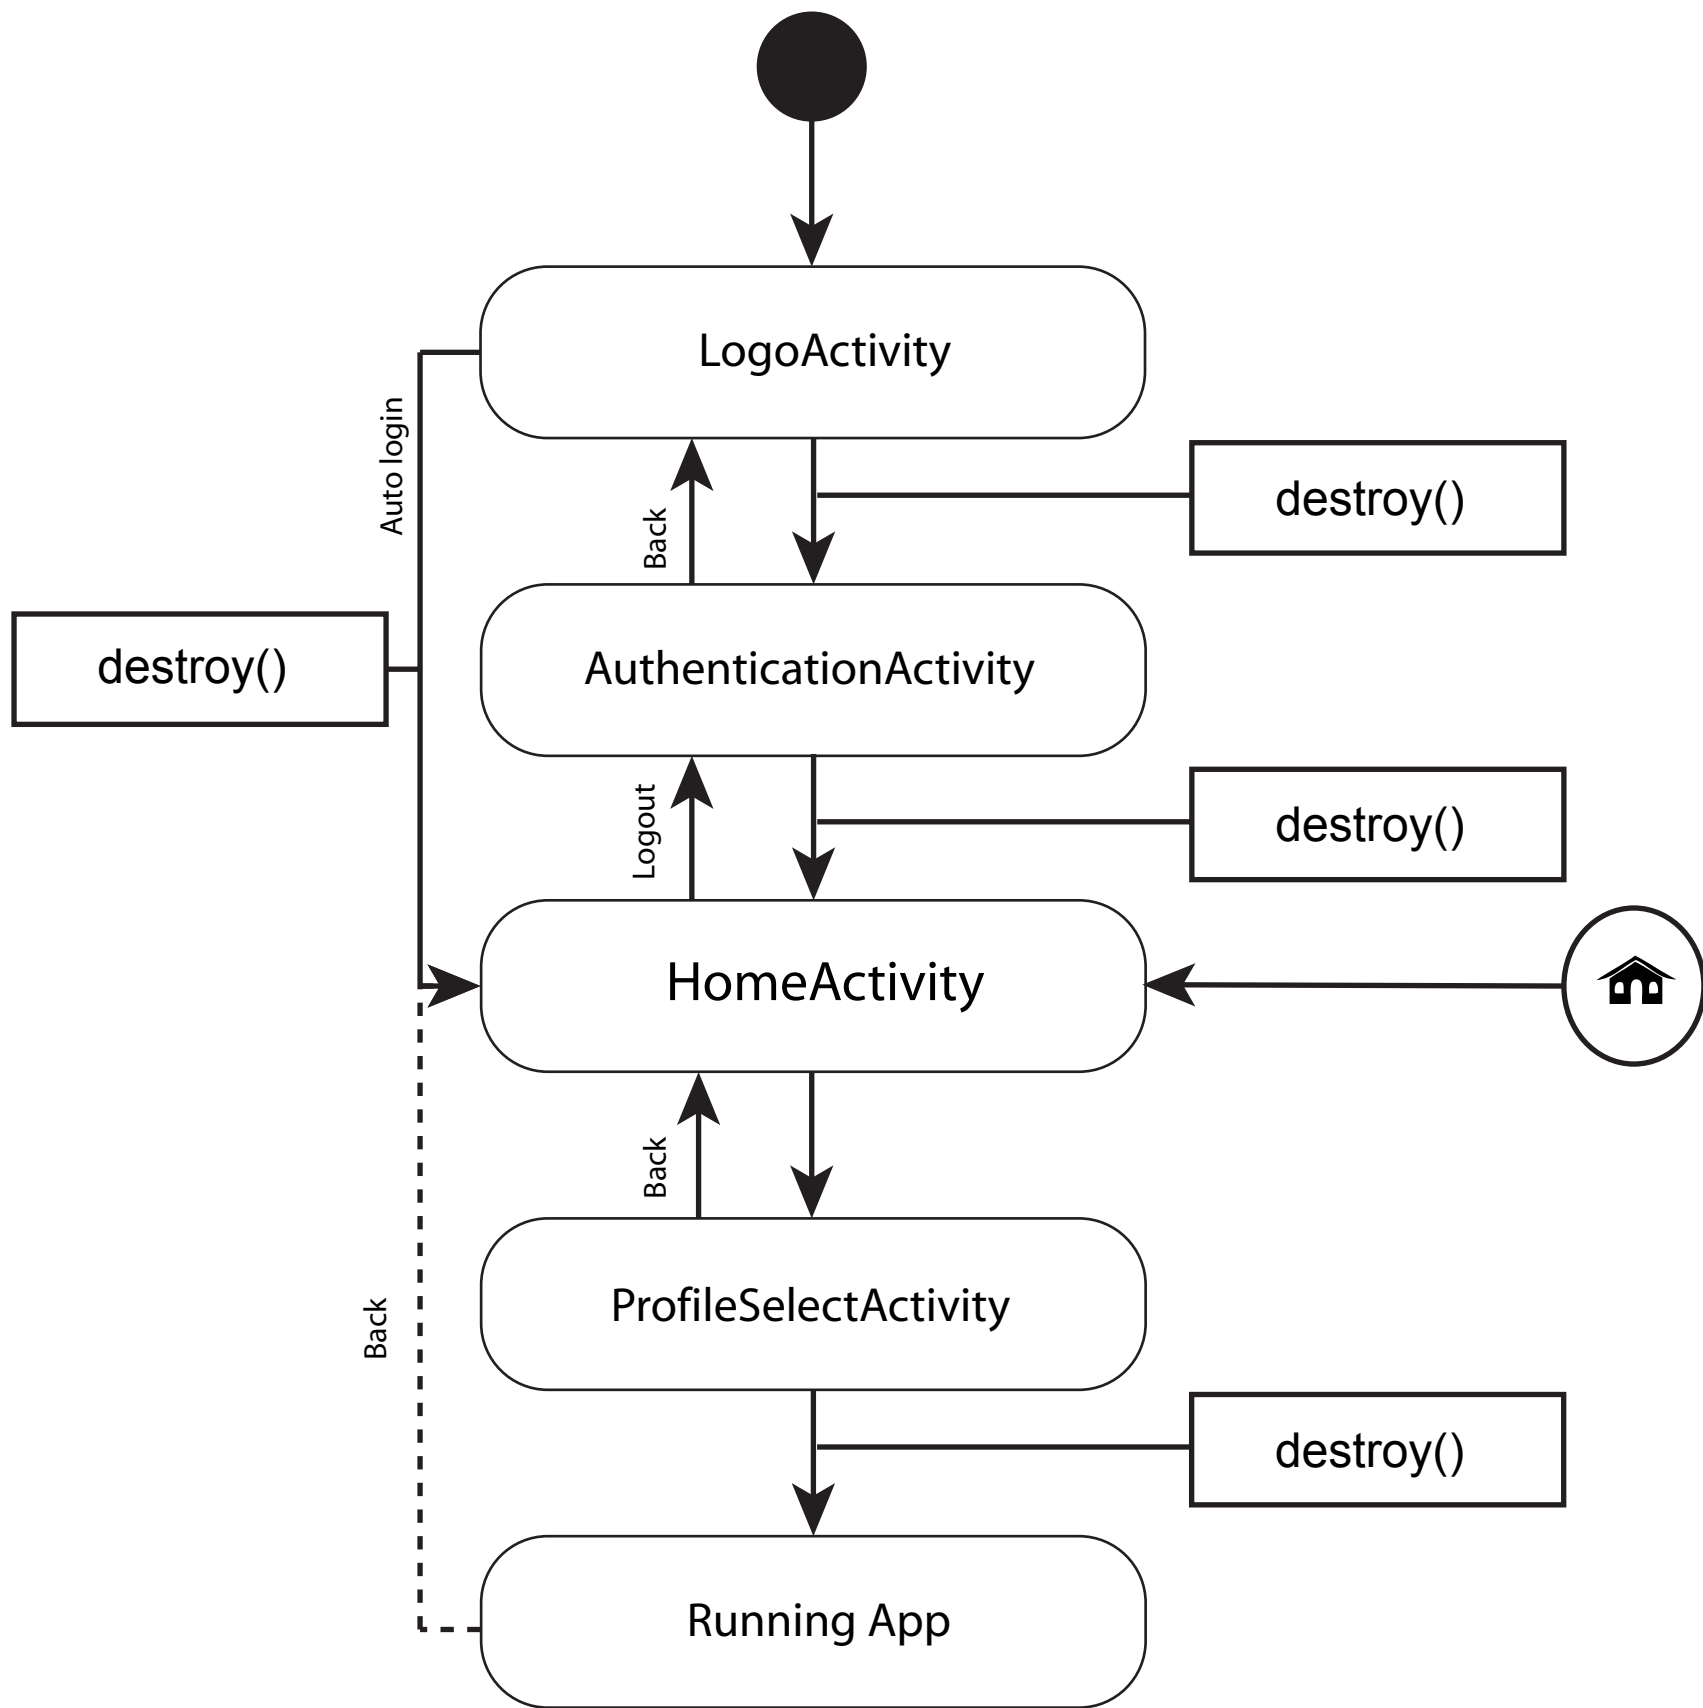 LogoActivity
Auto login
Back
destroy()
destroy()
AuthenticationActivity
Logout
destroy()
HomeActivity
Back
ProfileSelectActivity
Back
destroy()
Running App